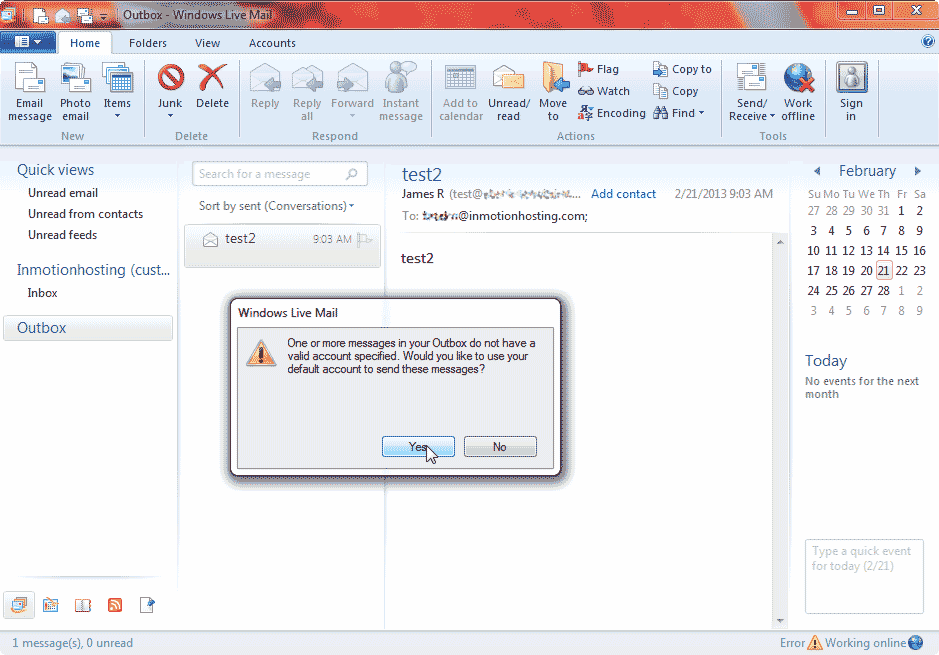 Outbox - Windows Live Mail
Home Folders View Accounts
Email message
Photo email
Items
New
Junk
Delete
Delete
Reply
Reply all
Forward
Instant message
Respond
Add to calendar
Unread/ read
Move to
Flag
Watch
Encoding
Copy to
Copy
Find
Actions
Send/ Receive
Work offline
Tools
Sign in
Quick views
Unread email
Unread from contacts
Unread feeds
Inmotionhosting (cust...
Inbox
Outbox
Search for a message
Sort by sent (Conversations)
test2 9:03 AM
test2
James R (test@ ... Add contact 2/21/2013 9:03 AM
To: @inmotionhosting.com;
test2
Windows Live Mail
One or more messages in your Outbox do not have a
valid account specified. Would you like to use your
default account to send these messages?
Yes No
February
Su Mo Tu We Th Fr Sa
27 28 29 30 31 1 2
3 4 5 6 7 8 9
10 11 12 13 14 15 16
17 18 19 20 21 22 23
24 25 26 27 28 1 2
3 4 5 6 7 8 9
Today
No events for the next
month
Type a quick event
for today (2/21)
1 message(s), 0 unread
Error Working online